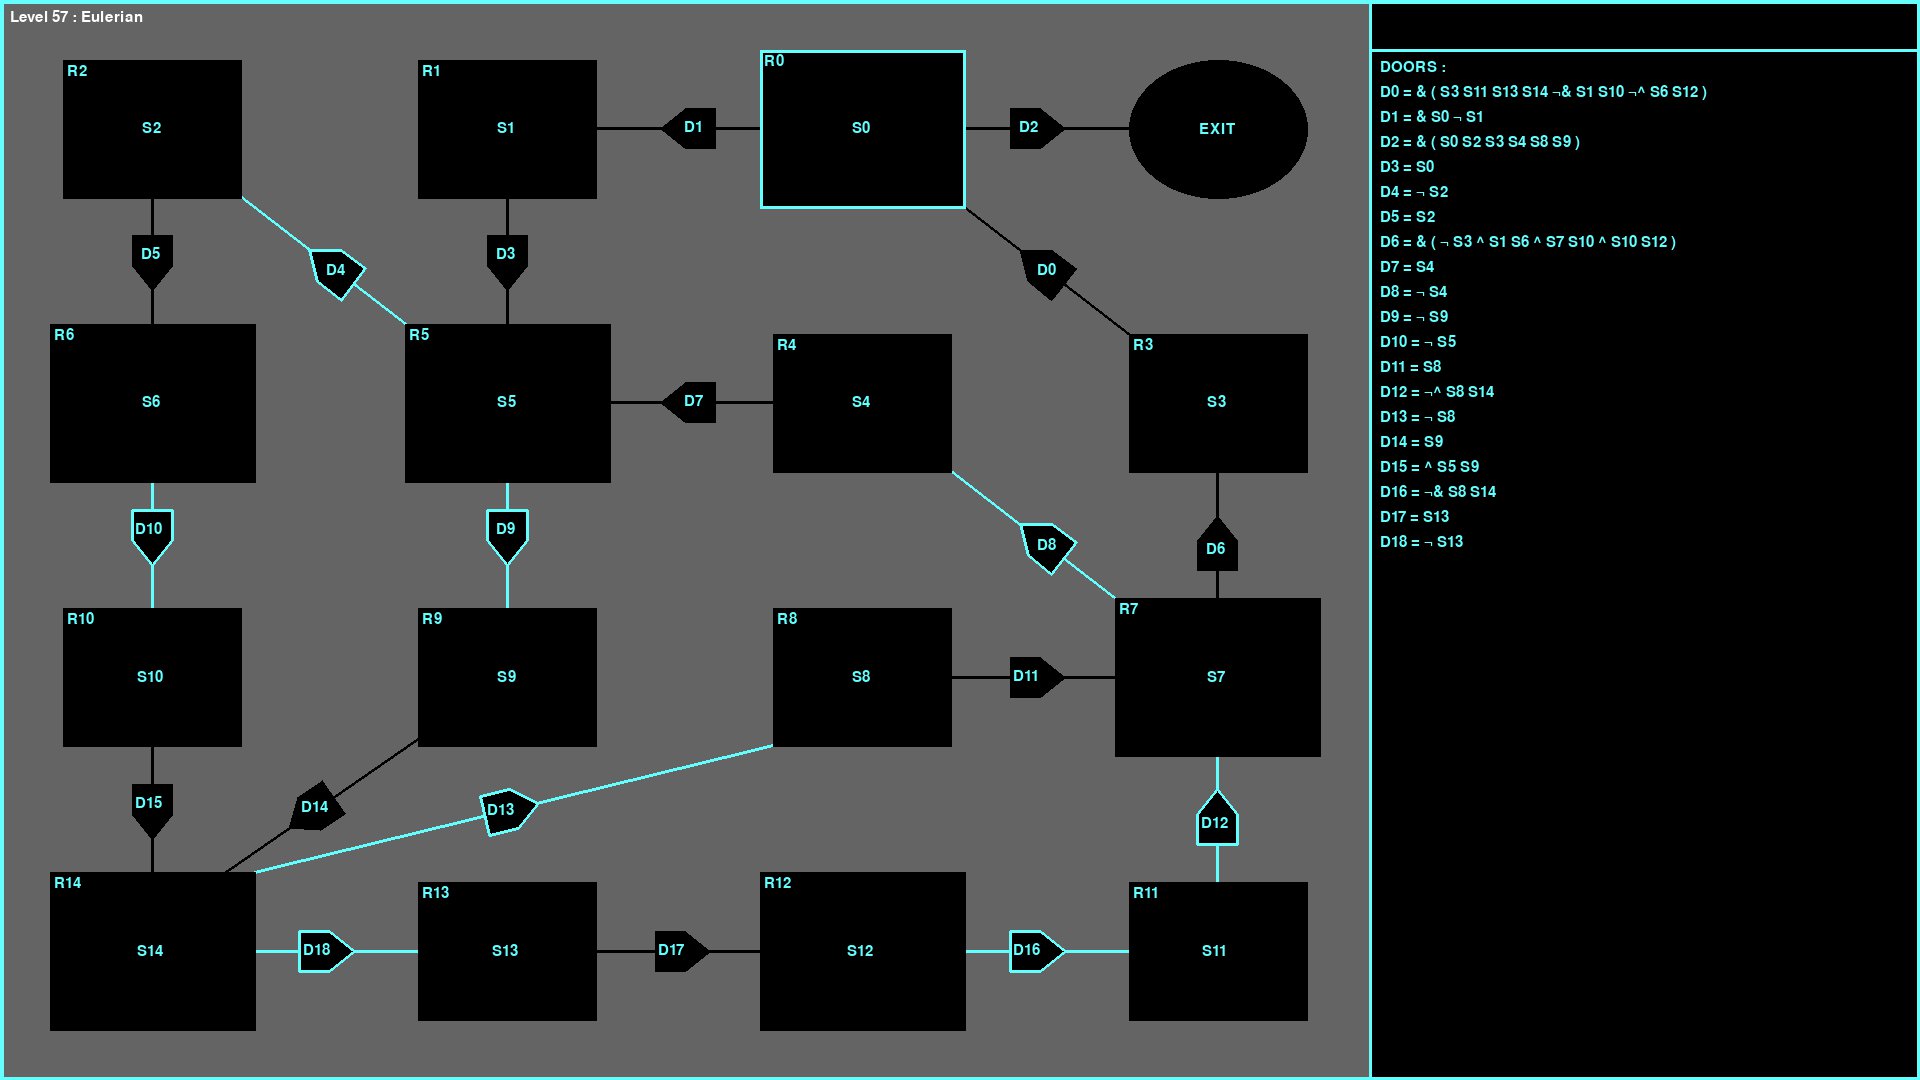 Level 57 : Eulerian
R2
S2
R1
S1
D1
R0
S0
D2
EXIT
D5
D4
D3
D0
R6
S6
R5
S5
D7
R4
S4
R3
S3
D10
D9
D8
D6
R10
S10
R9
S9
R8
S8
D11
R7
S7
D15
D14
D13
D12
R14
S14
D18
R13
S13
D17
R12
S12
D16
R11
S11
DOORS :
D0 = & ( S3 S11 S13 S14 ¬& S1 S10 ¬^ S6 S12 )
D1 = & S0 ¬ S1
D2 = & ( S0 S2 S3 S4 S8 S9 )
D3 = S0
D4 = ¬ S2
D5 = S2
D6 = & ( ¬ S3 ^ S1 S6 ^ S7 S10 ^ S10 S12 )
D7 = S4
D8 = ¬ S4
D9 = ¬ S9
D10 = ¬ S5
D11 = S8
D12 = ¬^ S8 S14
D13 = ¬ S8
D14 = S9
D15 = ^ S5 S9
D16 = ¬& S8 S14
D17 = S13
D18 = ¬ S13